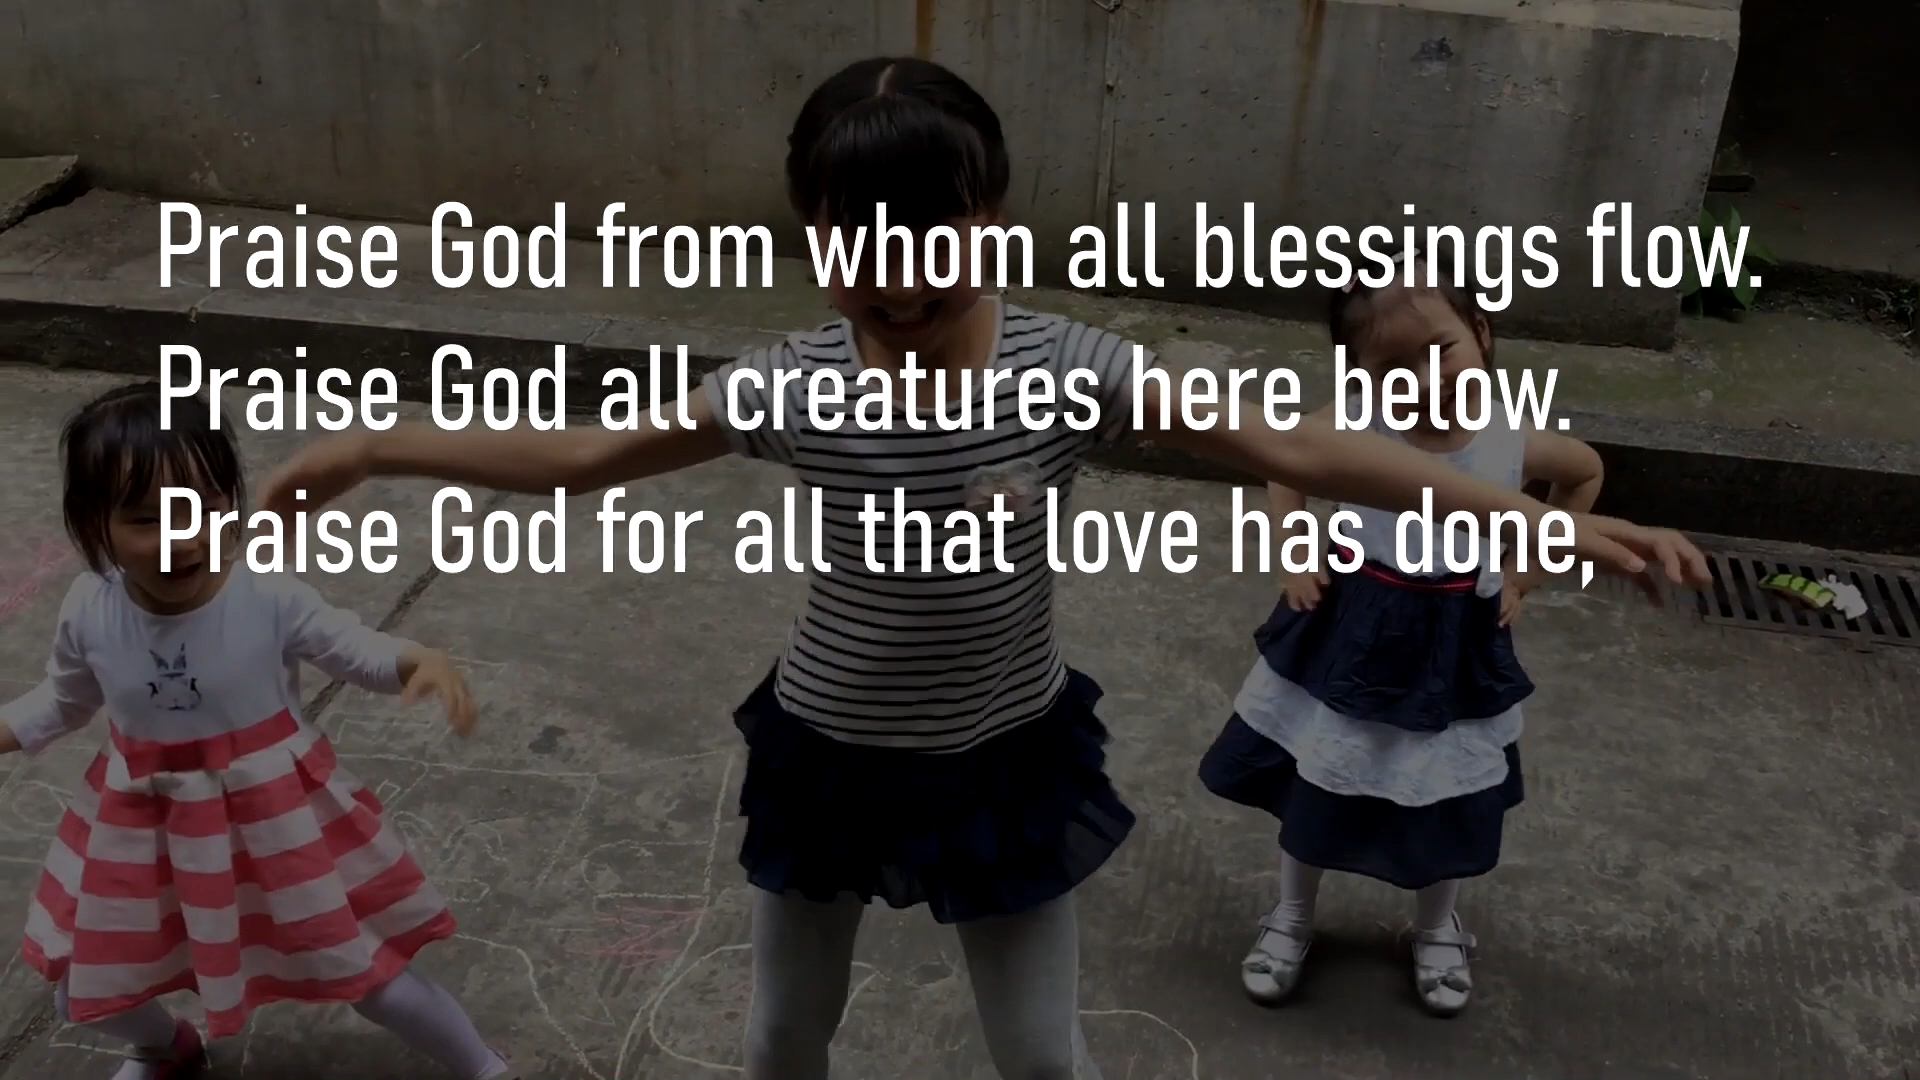 Praise God from whom all blessings flow.
Praise God all creatures here below.
Praise God for all that love has done,